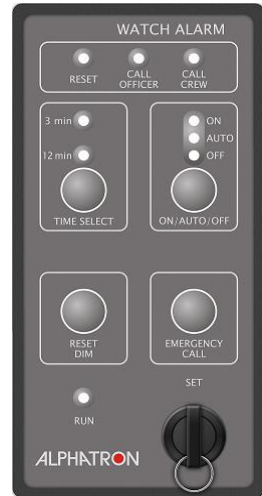 WATCH ALARM
RESET
CALL
OFFICER
CALL
CREW
3 min
12 min
TIME SELECT
ON
AUTO
OFF
ON/AUTO/OFF
RESET
DIM
EMERGENCY
CALL
SET
RUN
ALPHATRON